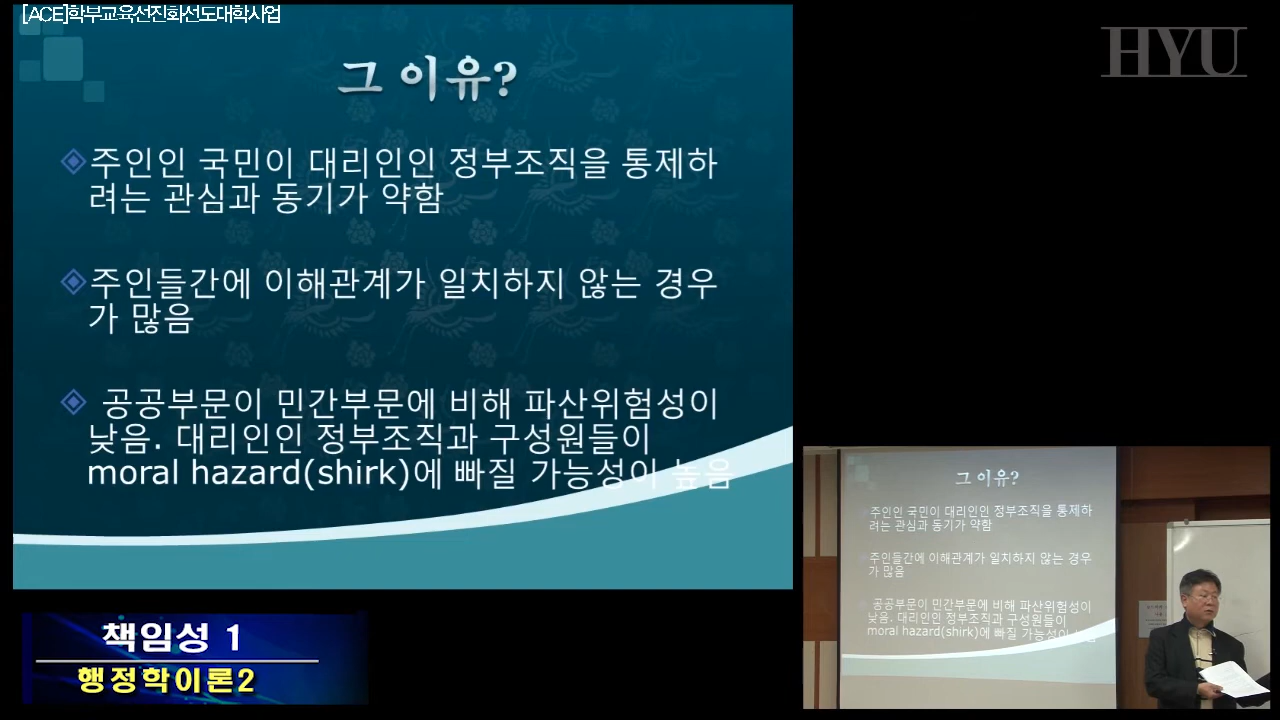 [ACE]학부교육선진화선도대학사업
HYU
그 이유?
주인인 국민이 대리인인 정부조직을 통제하
려는 관심과 동기가 약함
주인들간에 이해관계가 일치하지 않는 경우
가 많음
공공부문이 민간부문에 비해 파산위험성이
낮음. 대리인인 정부조직과 구성원들이
moral hazard(shirk)에 빠질 가능성이 높음
그 이유?
주인인 국민이 대리인인 정부조직을 통제하
려는 관심과 동기가 약함
주인들간에 이해관계가 일치하지 않는 경우
가 많음
공공부문이 민간부문에 비해 파산위험성이
낮음. 대리인인 정부조직과 구성원들이
moral hazard(shirk)에 빠질 가능성이
책임성 1
행정학이론2